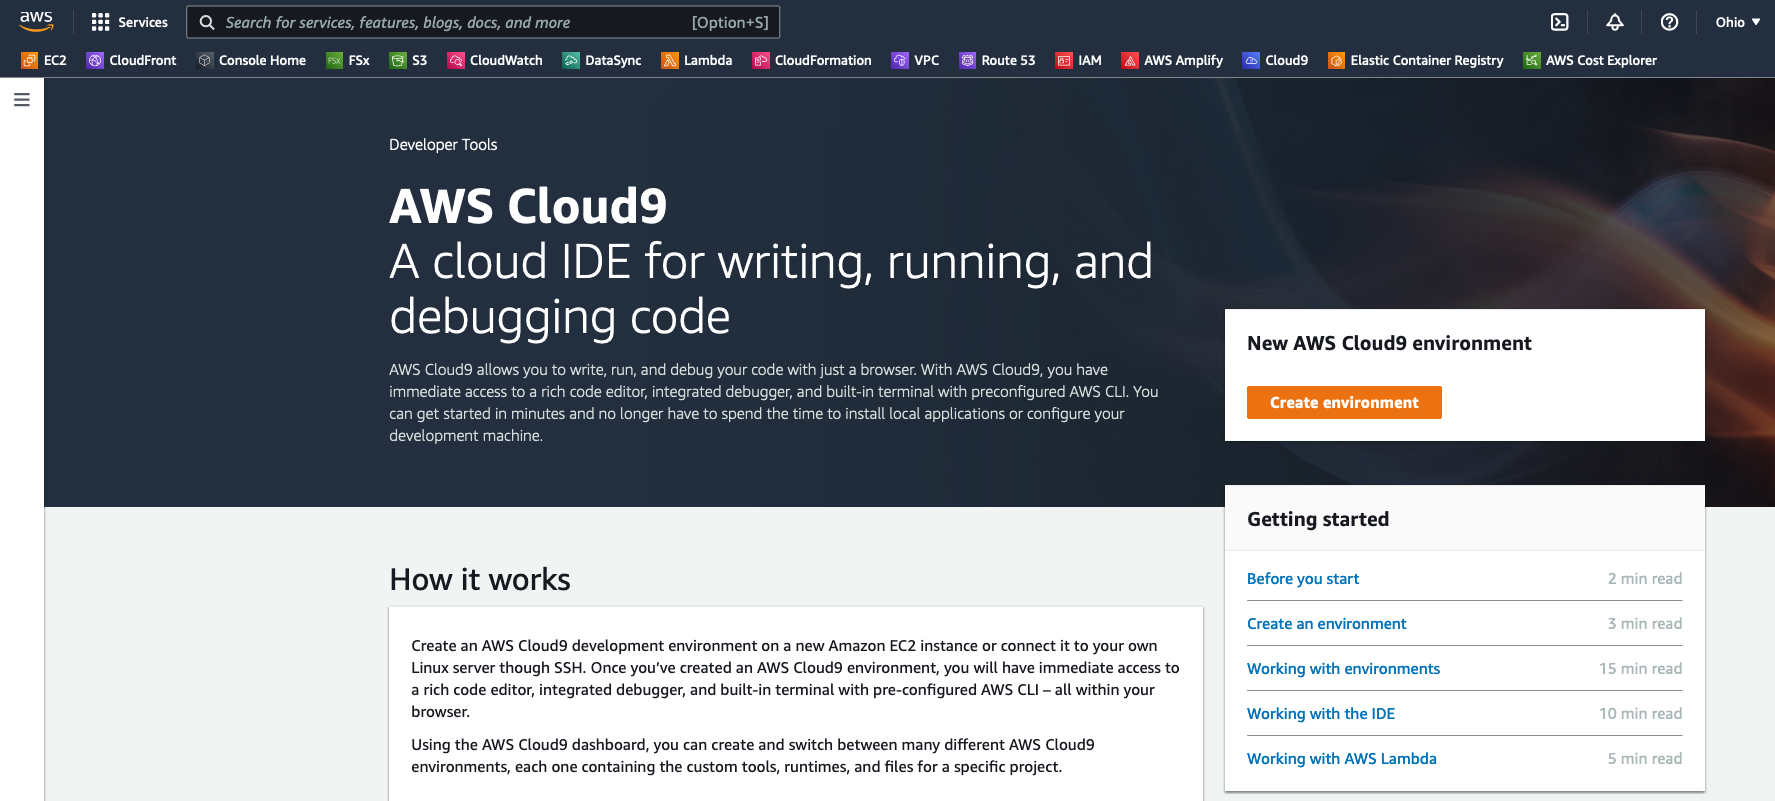 aws
Services
Search for services, features, blogs, docs, and more
[Option+S]
Ohio
EC2
CloudFront
Console Home
FSx
S3
CloudWatch
DataSync
Lambda
CloudFormation
VPC
Route 53
IAM
AWS Amplify
Cloud9
Elastic Container Registry
AWS Cost Explorer
Developer Tools
AWS Cloud9
A cloud IDE for writing, running, and
debugging code
AWS Cloud9 allows you to write, run, and debug your code with just a browser. With AWS Cloud9, you have
immediate access to a rich code editor, integrated debugger, and built-in terminal with preconfigured AWS CLI. You
can get started in minutes and no longer have to spend the time to install local applications or configure your
development machine.
New AWS Cloud9 environment
Create environment
Getting started
Before you start 2 min read
Create an environment 3 min read
Working with environments 15 min read
Working with the IDE 10 min read
Working with AWS Lambda 5 min read
How it works
Create an AWS Cloud9 development environment on a new Amazon EC2 instance or connect it to your own
Linux server though SSH. Once you’ve created an AWS Cloud9 environment, you will have immediate access to
a rich code editor, integrated debugger, and built-in terminal with pre-configured AWS CLI – all within your
browser.
Using the AWS Cloud9 dashboard, you can create and switch between many different AWS Cloud9
environments, each one containing the custom tools, runtimes, and files for a specific project.